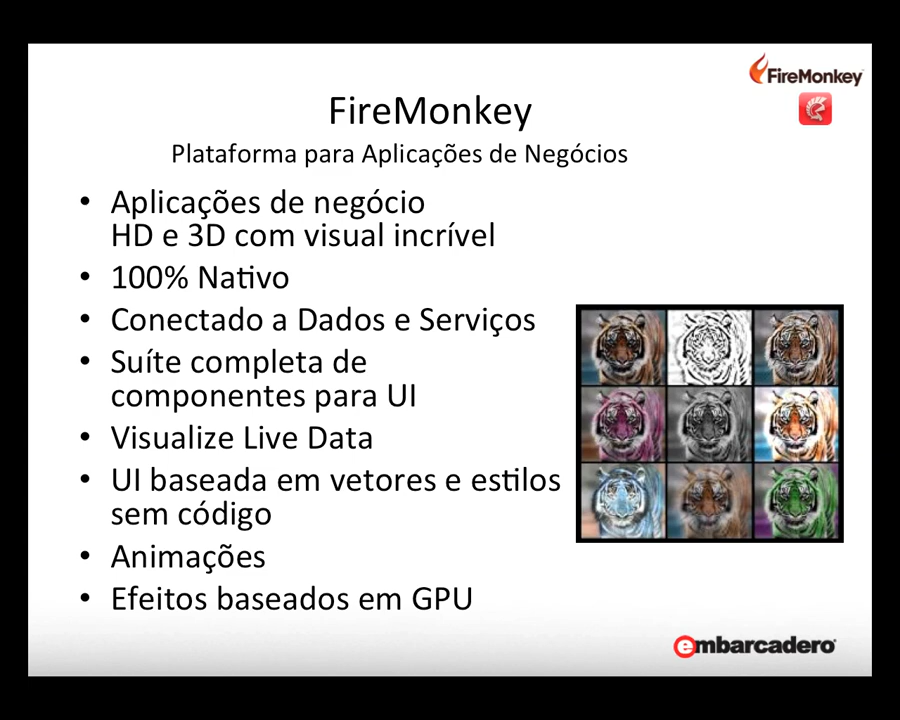 FireMonkey
FireMonkey
Plataforma para Aplicações de Negócios
• Aplicações de negócio
HD e 3D com visual incrível
• 100% Nativo
• Conectado a Dados e Serviços
• Suíte completa de
componentes para UI
• Visualize Live Data
• UI baseada em vetores e estilos
sem código
• Animações
• Efeitos baseados em GPU
embarcadero